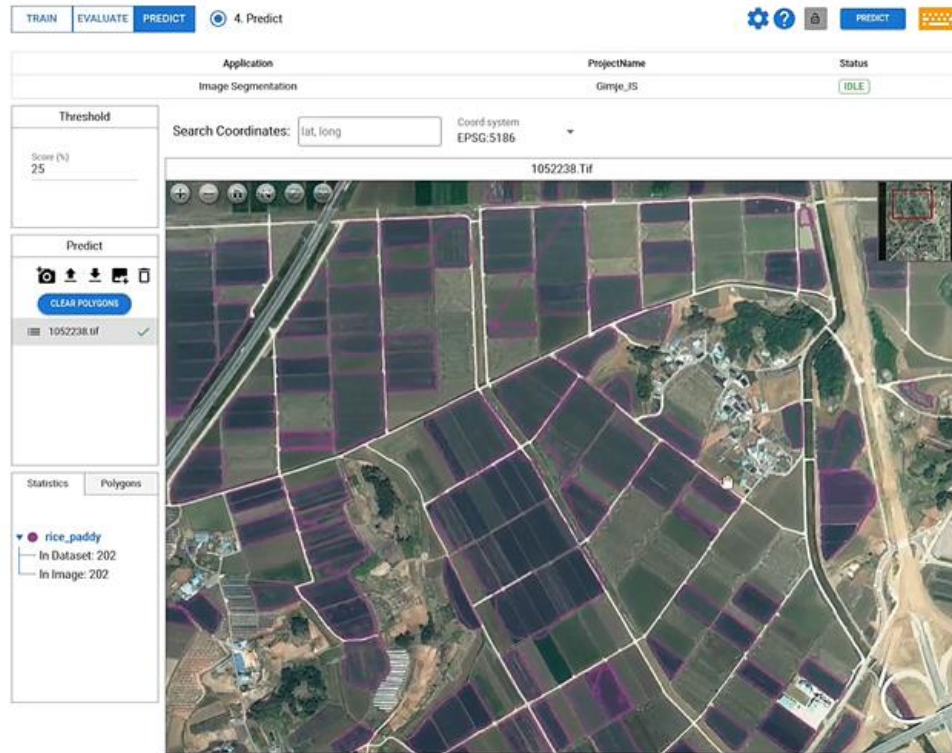 TRAIN EVALUATE PREDICT 4. Predict PREDICT
Application ProjectName Status
Image Segmentation Gimje_IS IDLE
Threshold
Score (%)
25
Search Coordinates: lat, long
Coord system
EPSG:5186
1052238.Tif
Predict
CLEAR POLYGONS
1052238.tif
Statistics Polygons
rice_paddy
In Dataset: 202
In Image: 202